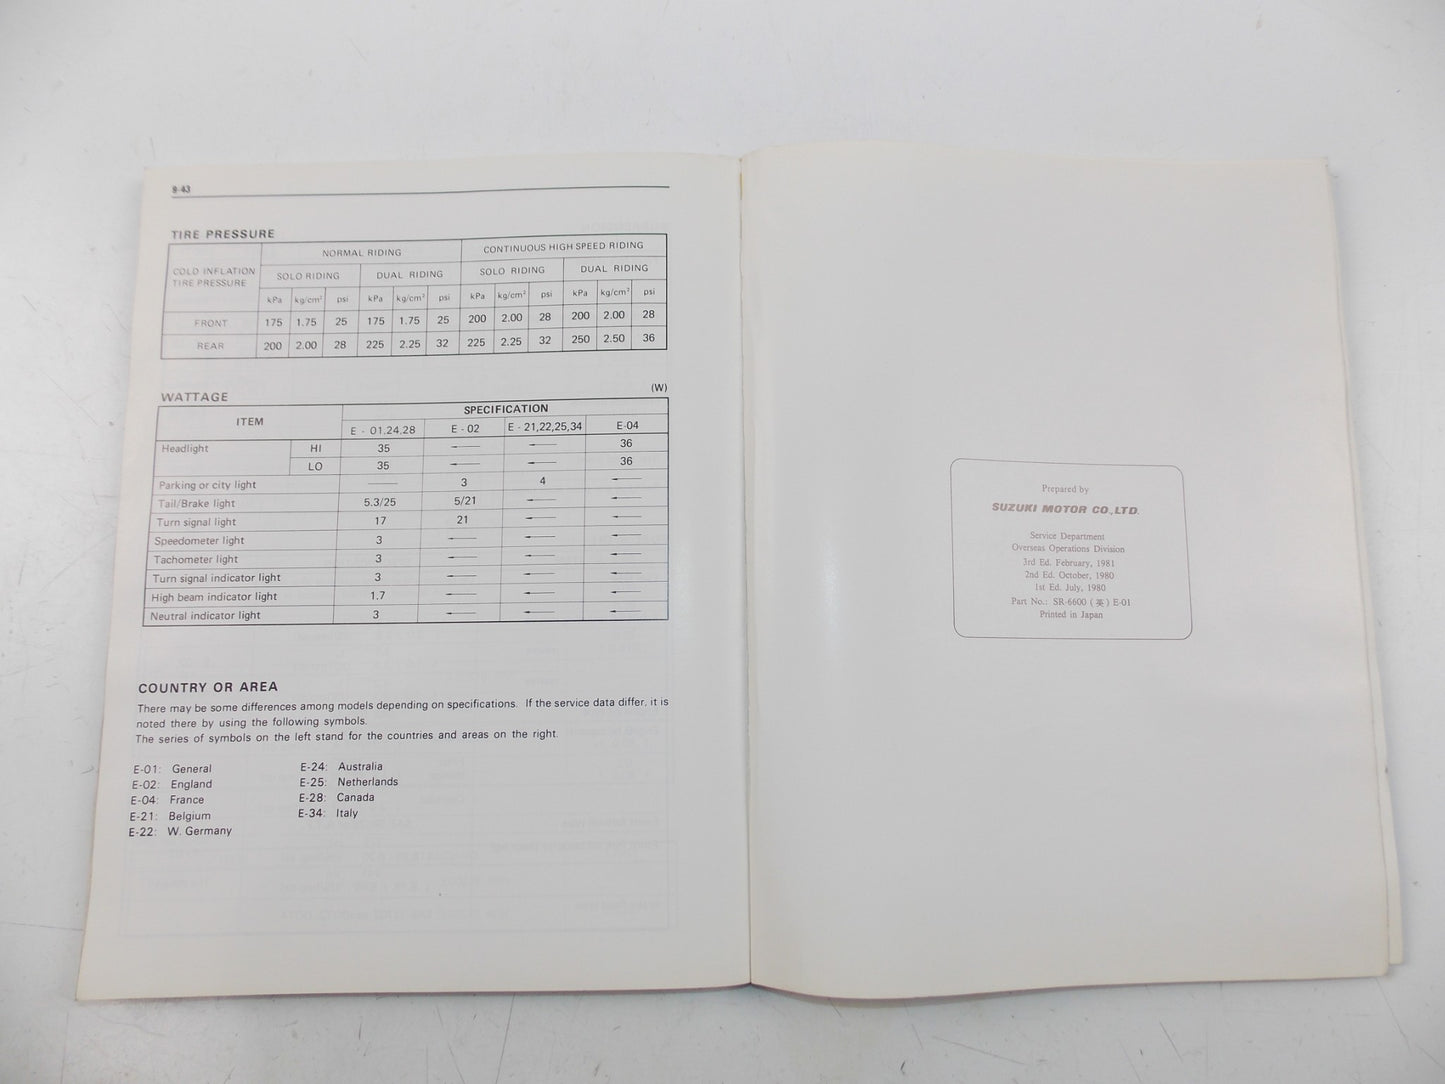 8-43
TIRE PRESSURE
COLD INFLATION TIRE PRESSURE NORMAL RIDING CONTINUOUS HIGH SPEED RIDING
SOLO RIDING DUAL RIDING SOLO RIDING DUAL RIDING
kPa kg/cm² psi kPa kg/cm² psi kPa kg/cm² psi kPa kg/cm² psi
FRONT 175 1.75 25 175 1.75 25 200 2.00 28 200 2.00 28
REAR 200 2.00 28 225 2.25 32 225 2.25 32 250 2.50 36
WATTAGE (W)
ITEM SPECIFICATION
E - 01,24,28 E - 02 E - 21,22,25,34 E-04
Headlight HI 35 ← ← 36
LO 35 ← ← 36
Parking or city light — 3 4 ←
Tail/Brake light 5.3/25 5/21 ← ←
Turn signal light 17 21 ← ←
Speedometer light 3 ← ← ←
Tachometer light 3 ← ← ←
Turn signal indicator light 3 ← ← ←
High beam indicator light 1.7 ← ← ←
Neutral indicator light 3 ← ← ←
COUNTRY OR AREA
There may be some differences among models depending on specifications. If the service data differ, it is
noted there by using the following symbols.
The series of symbols on the left stand for the countries and areas on the right.
E-01: General
E-02: England
E-04: France
E-21: Belgium
E-22: W. Germany
E-24: Australia
E-25: Netherlands
E-28: Canada
E-34: Italy
Prepared by
SUZUKI MOTOR CO.,LTD.
Service Department
Overseas Operations Division
3rd Ed. February, 1981
2nd Ed. October, 1980
1st Ed. July, 1980
Part No.: SR-6600 (英) E-01
Printed in Japan